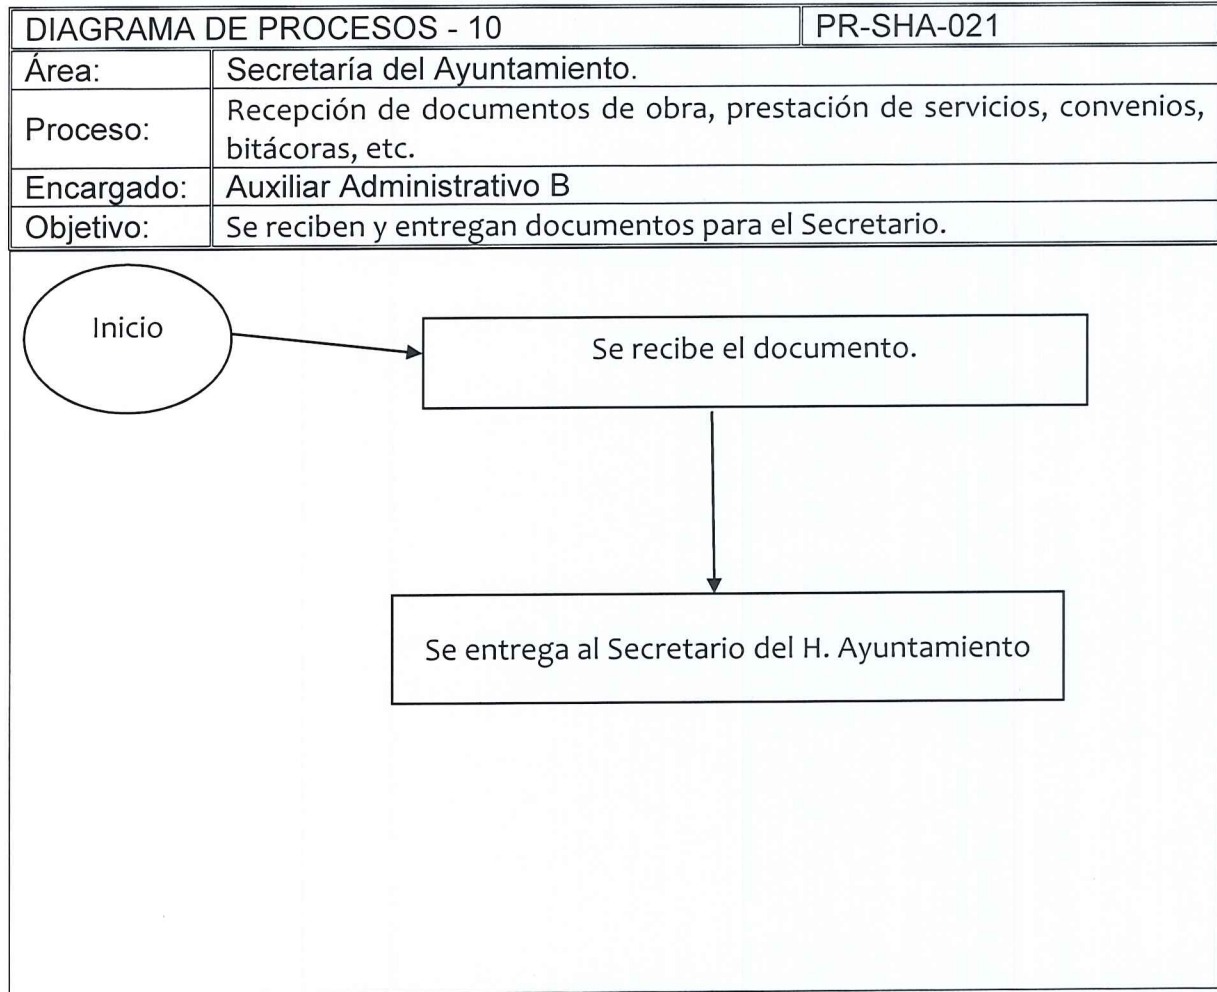 DIAGRAMA DE PROCESOS - 10 PR-SHA-021
Área: Secretaría del Ayuntamiento.
Proceso: Recepción de documentos de obra, prestación de servicios, convenios,
bitácoras, etc.
Encargado: Auxiliar Administrativo B
Objetivo: Se reciben y entregan documentos para el Secretario.
Inicio
Se recibe el documento.
Se entrega al Secretario del H. Ayuntamiento